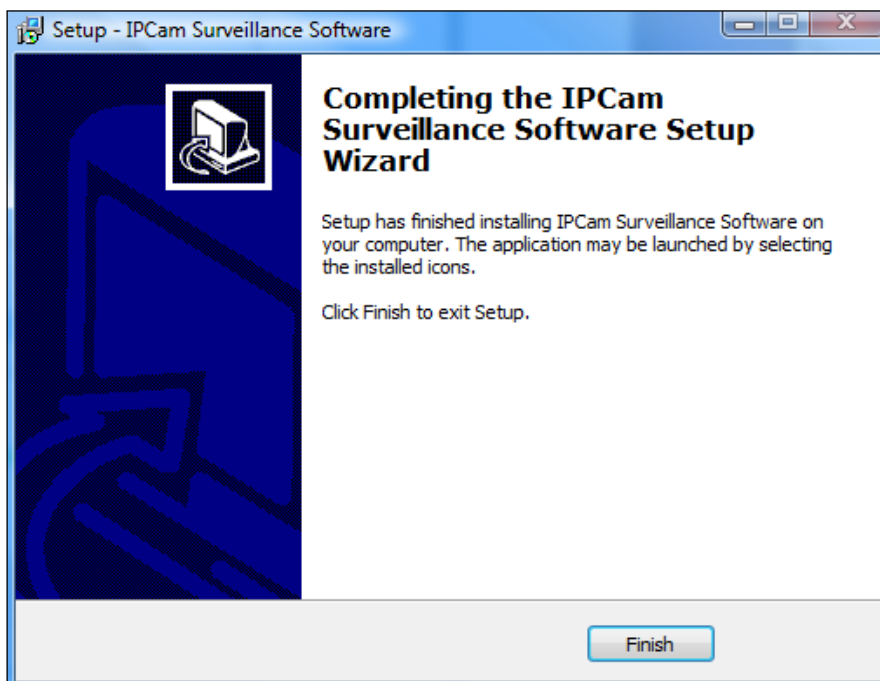 Setup - IPCam Surveillance Software
Completing the IPCam
Surveillance Software Setup
Wizard
Setup has finished installing IPCam Surveillance Software on
your computer. The application may be launched by selecting
the installed icons.
Click Finish to exit Setup.
Finish